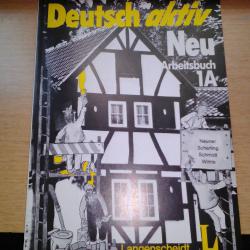 Deutsch aktiv
Neu
Arbeitsbuch
1A
Neuner
Scherling
Schmidt
Wilms
Langenscheidt
L